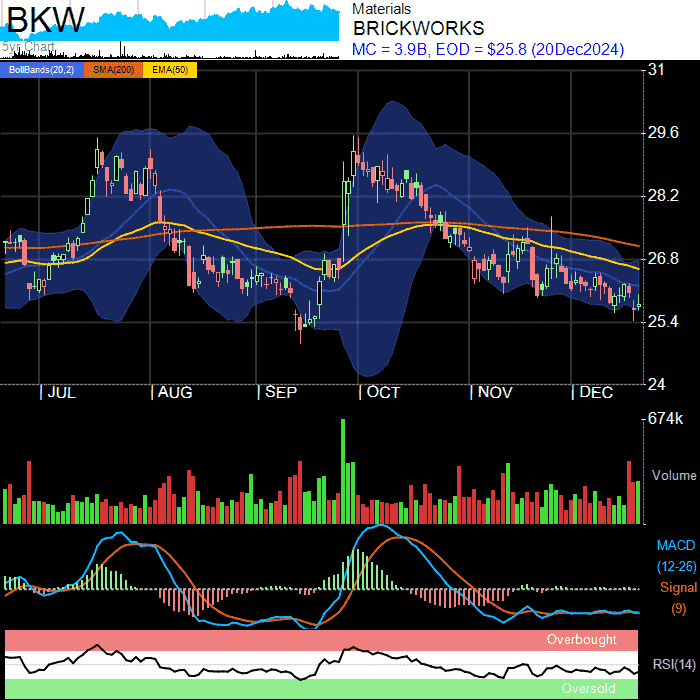 BKW
5yr Chart
Materials
BRICKWORKS
MC = 3.9B, EOD = $25.8 (20Dec2024)
BollBands(20,2) SMA(200) EMA(50)
31
29.6
28.2
26.8
25.4
24
JUL AUG SEP OCT NOV DEC
674k
Volume
MACD
(12-26)
Signal
(9)
Overbought
RSI(14)
Oversold